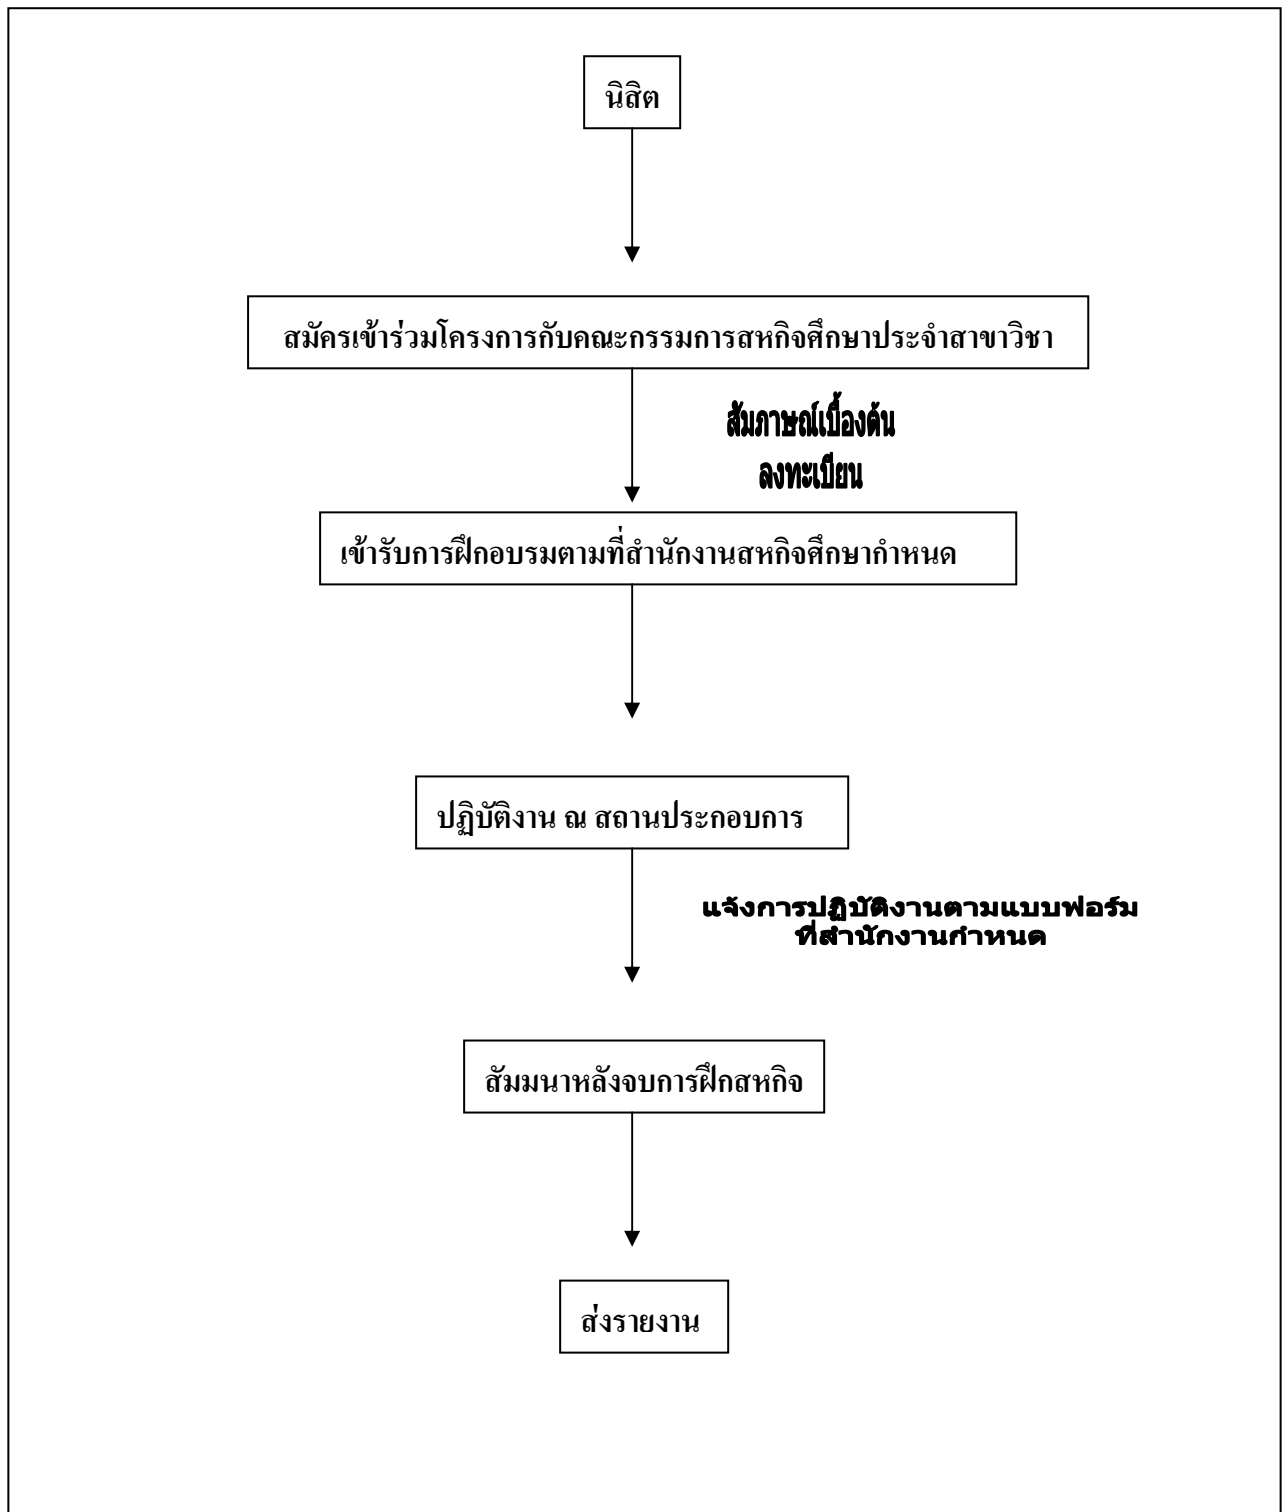 นิสิต
สมัครเข้าร่วมโครงการกับคณะกรรมการสหกิจศึกษาประจำสาขาวิชา
สัมภาษณ์เบื้องต้น
ลงทะเบียน
เข้ารับการฝึกอบรมตามที่สำนักงานสหกิจศึกษากำหนด
ปฏิบัติงาน ณ สถานประกอบการ
แจ้งการปฏิบัติงานตามแบบฟอร์ม
ที่สำนักงานกำหนด
สัมมนาหลังจบการฝึกสหกิจ
ส่งรายงาน